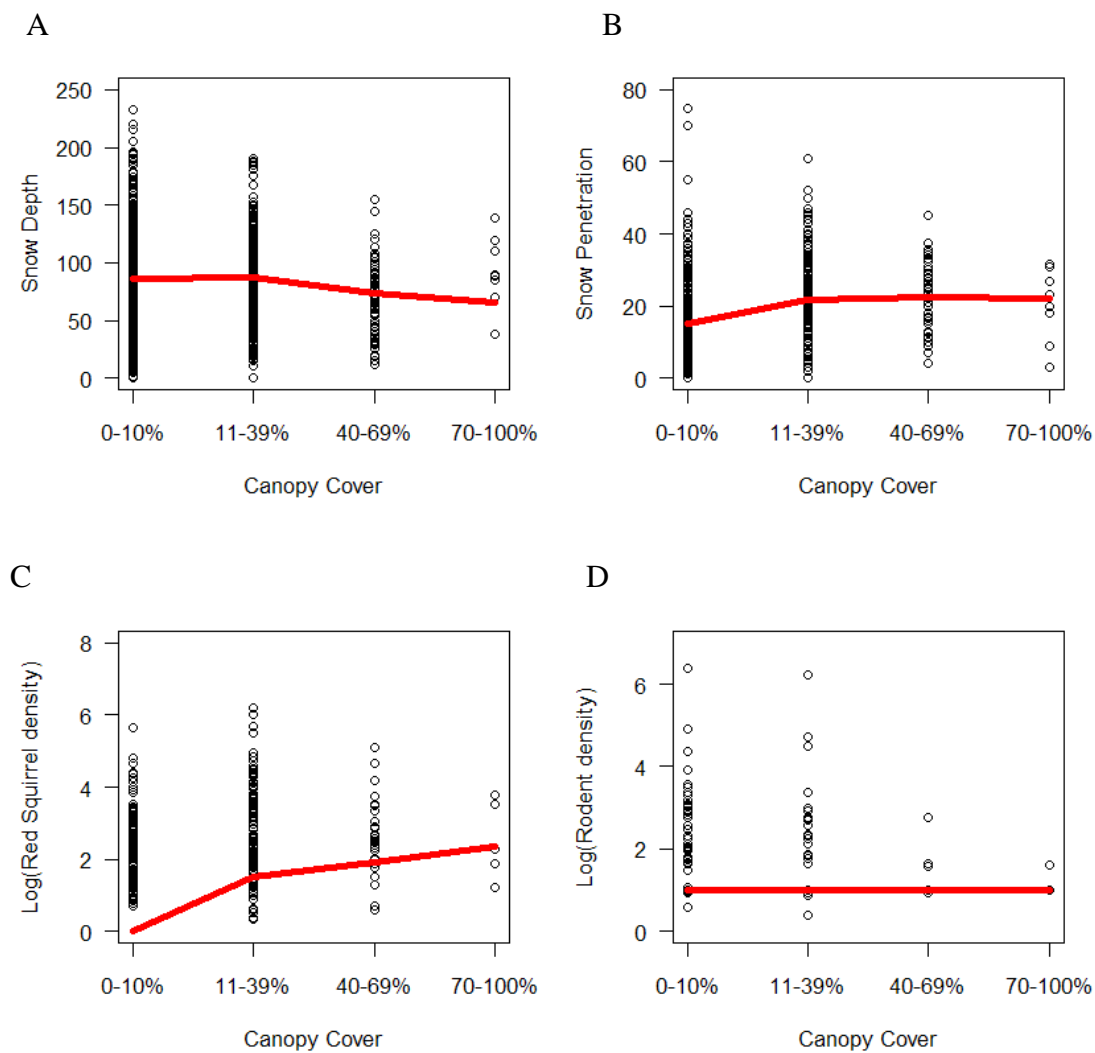 A
Snow Depth
250
200
150
100
50
0
0-10% 11-39% 40-69% 70-100%
Canopy Cover
B
Snow Penetration
80
60
40
20
0
0-10% 11-39% 40-69% 70-100%
Canopy Cover
C
Log(Red Squirrel density)
8
6
4
2
0
0-10% 11-39% 40-69% 70-100%
Canopy Cover
D
Log(Rodent density)
6
4
2
0
0-10% 11-39% 40-69% 70-100%
Canopy Cover